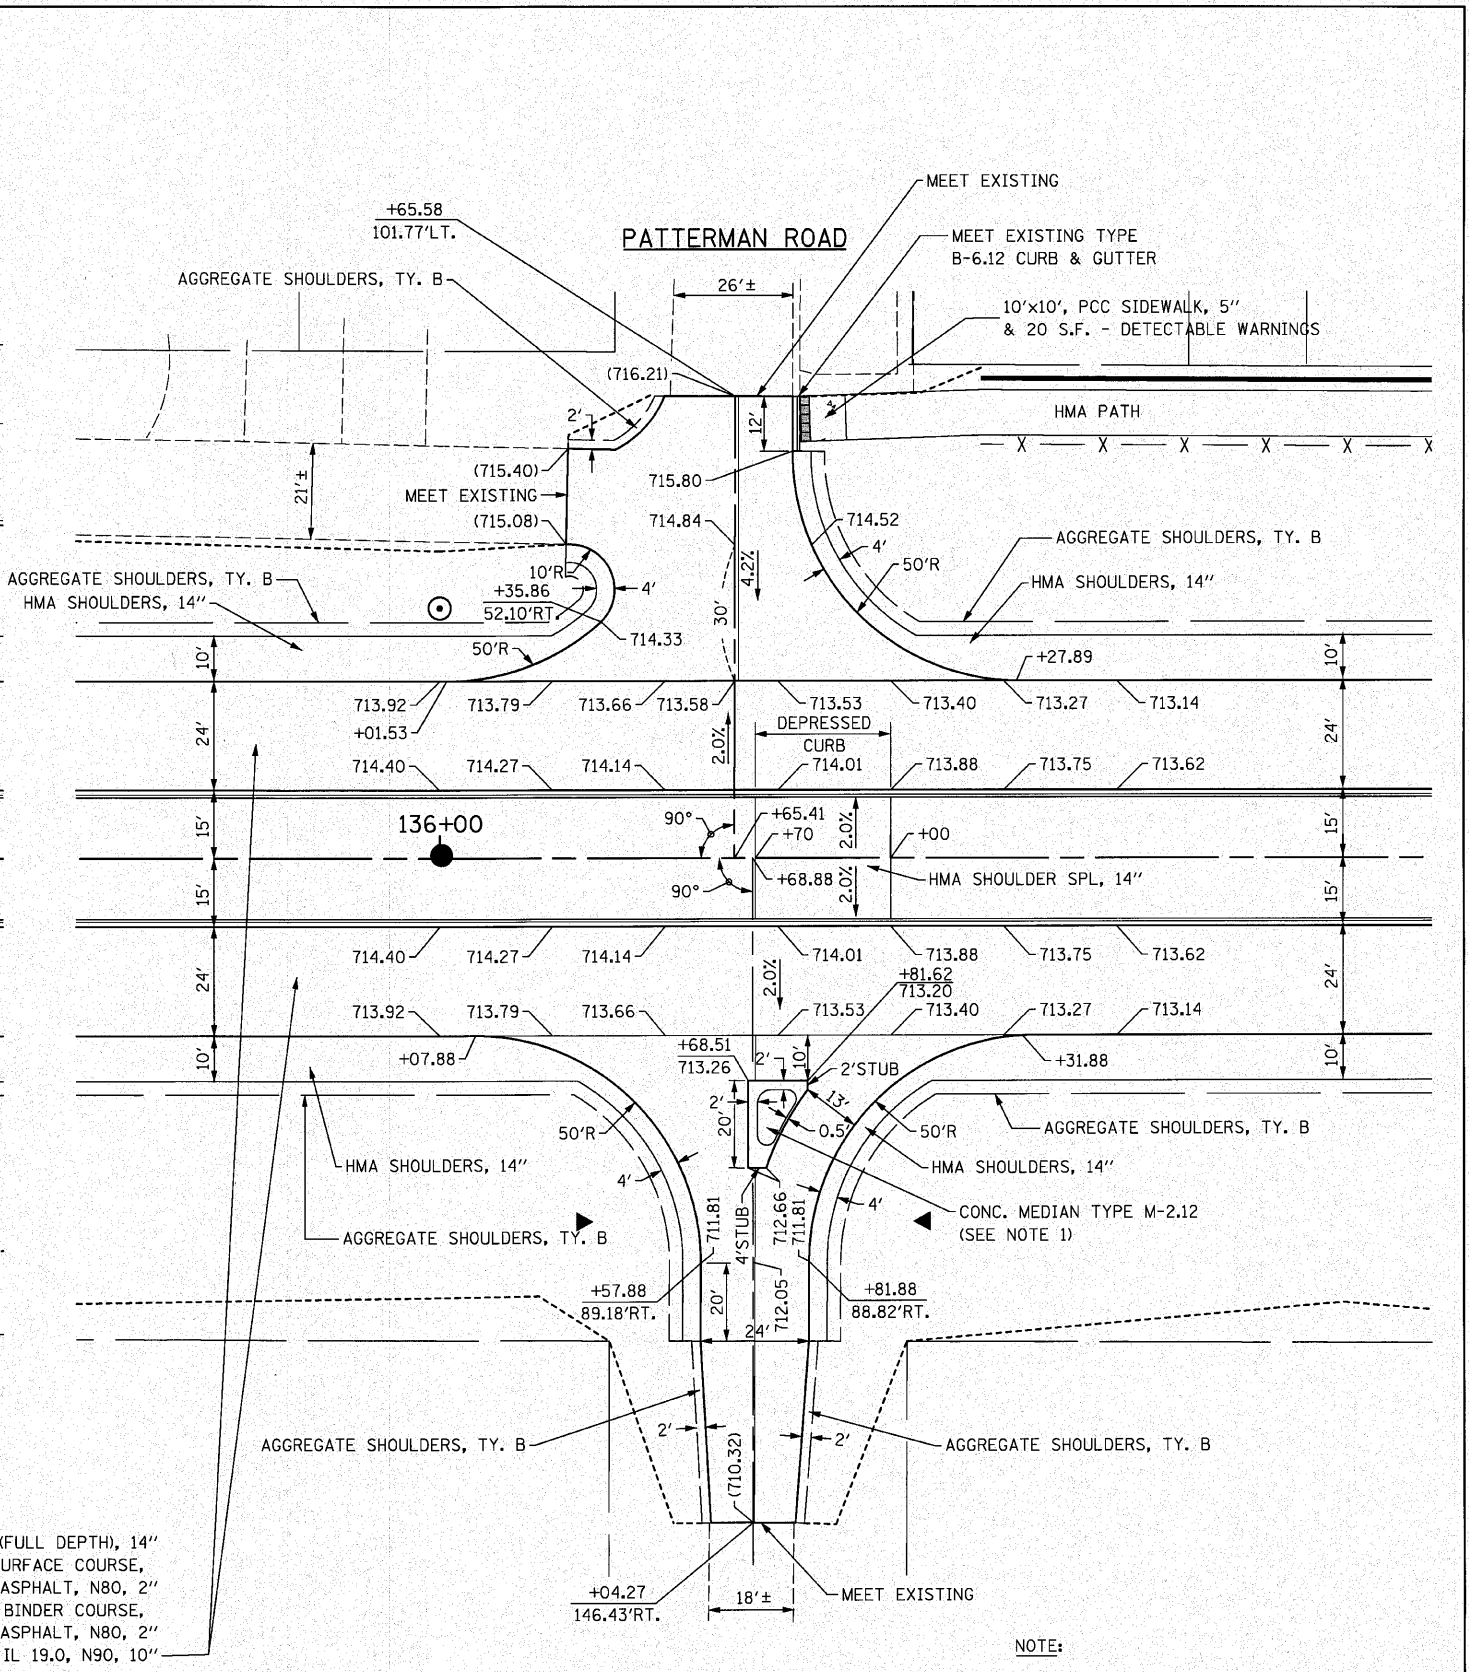 MEET EXISTING
+65.58
101.77'LT.
PATTERMAN ROAD
MEET EXISTING TYPE
B-6.12 CURB & GUTTER
AGGREGATE SHOULDERS, TY. B
26'±
10'x10', PCC SIDEWALK, 5"
& 20 S.F. - DETECTABLE WARNINGS
(716.21)
2'
12'
HMA PATH
X X X X X X
(715.40)
715.80
21'±
MEET EXISTING
(715.08)
714.84
714.52
4'
AGGREGATE SHOULDERS, TY. B
10'R
4.2%
50'R
AGGREGATE SHOULDERS, TY. B
HMA SHOULDERS, 14"
+35.86
52.10'RT.
4'
HMA SHOULDERS, 14"
30'
714.33
50'R
10'
+27.89
10'
713.92
713.79
713.66
713.58
713.53
713.40
713.27
713.14
+01.53
24'
2.0%
DEPRESSED
CURB
24'
714.40
714.27
714.14
714.01
713.88
713.75
713.62
15'
136+00
90°
+65.41
+70
2.0%
+00
15'
15'
90°
+68.88
2.0%
HMA SHOULDER SPL, 14"
15'
714.40
714.27
714.14
714.01
713.88
713.75
713.62
24'
2.0%
+81.62
713.20
24'
713.92
713.79
713.66
713.53
713.40
713.27
713.14
10'
+07.88
+68.51
713.26
2'
10'
2'STUB
+31.88
10'
2'
20'
13'
50'R
0.5'
50'R
AGGREGATE SHOULDERS, TY. B
HMA SHOULDERS, 14"
HMA SHOULDERS, 14"
4'
4'
711.81
4'STUB
712.66
711.81
CONC. MEDIAN TYPE M-2.12
(SEE NOTE 1)
AGGREGATE SHOULDERS, TY. B
+57.88
89.18'RT.
20'
712.05
+81.88
88.82'RT.
24'
2'
2'
AGGREGATE SHOULDERS, TY. B
AGGREGATE SHOULDERS, TY. B
(710.32)
(FULL DEPTH), 14"
URFACE COURSE,
ASPHALT, N80, 2"
BINDER COURSE,
ASPHALT, N80, 2"
IL 19.0, N90, 10"
+04.27
146.43'RT.
18'±
MEET EXISTING
NOTE: